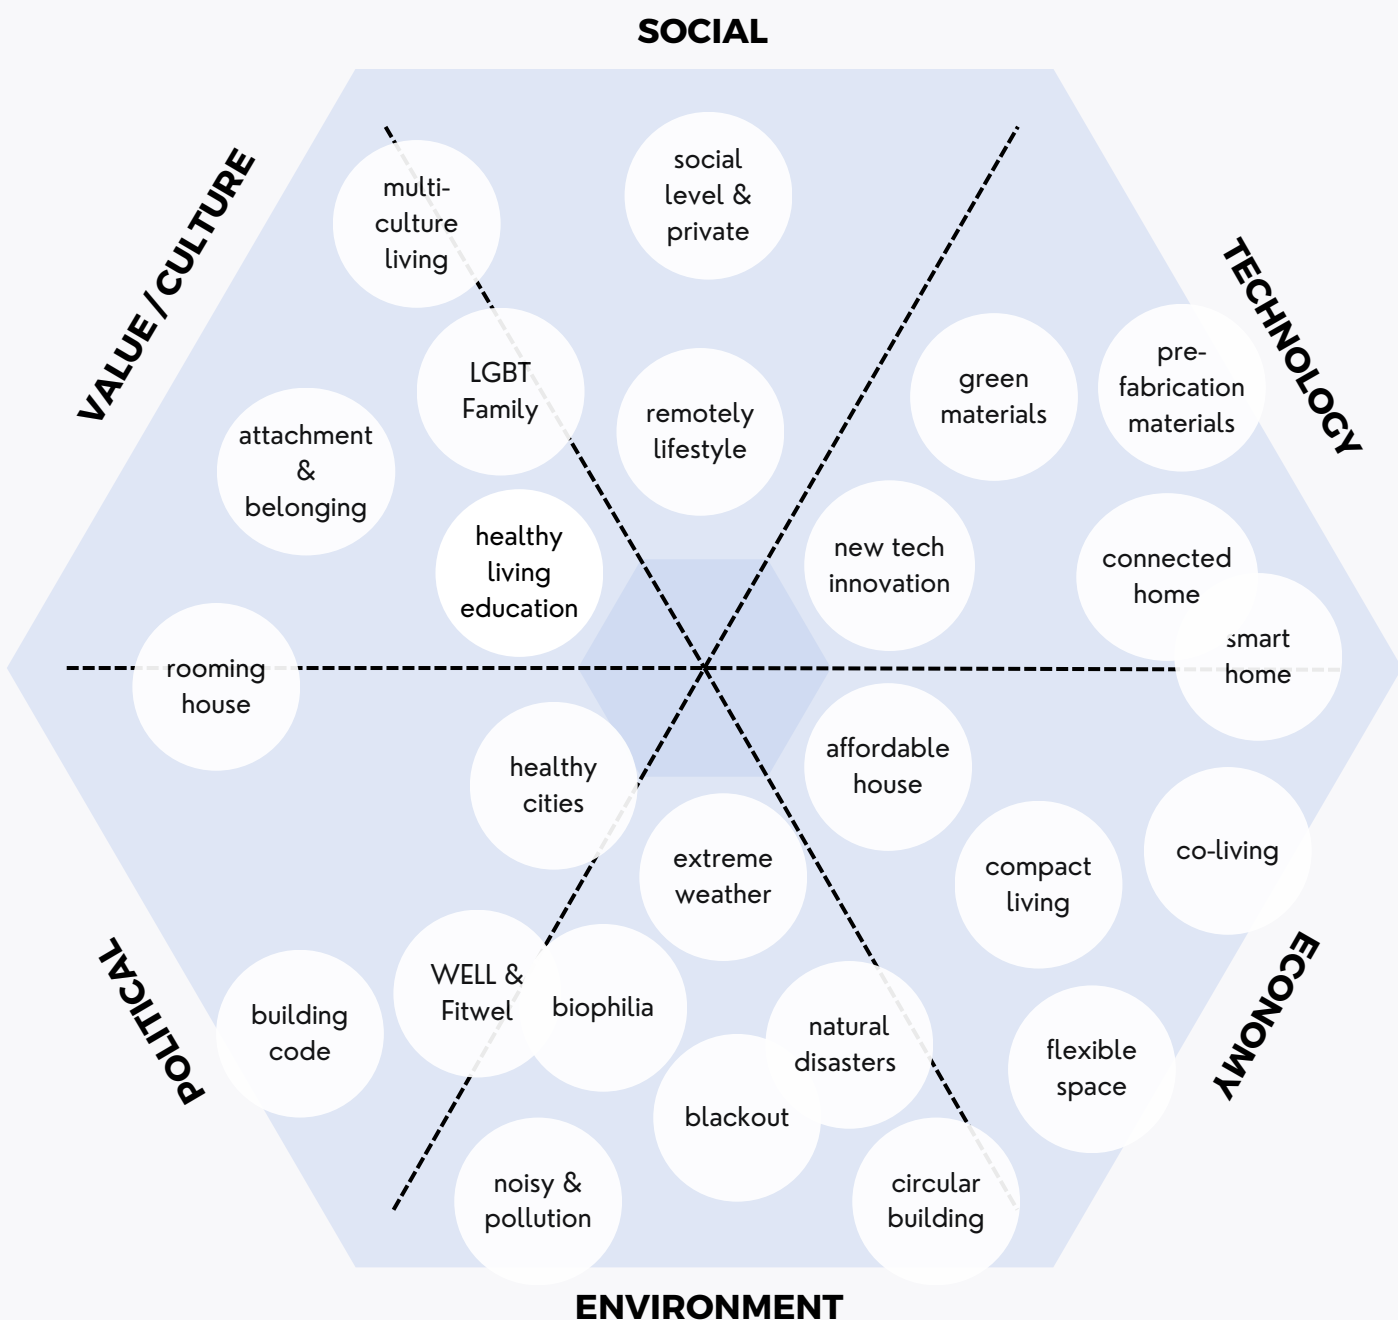 SOCIAL
VALUE / CULTURE
TECHNOLOGY
multi-
culture
living
social
level &
private
LGBT
Family
remotely
lifestyle
green
materials
pre-
fabrication
materials
attachment
&
belonging
healthy
living
education
new tech
innovation
connected
home
smart
home
rooming
house
healthy
cities
affordable
house
extreme
weather
compact
living
co-living
POLITICAL
ECONOMY
building
code
WELL &
Fitwel
biophilia
natural
disasters
flexible
space
blackout
noisy &
pollution
circular
building
ENVIRONMENT